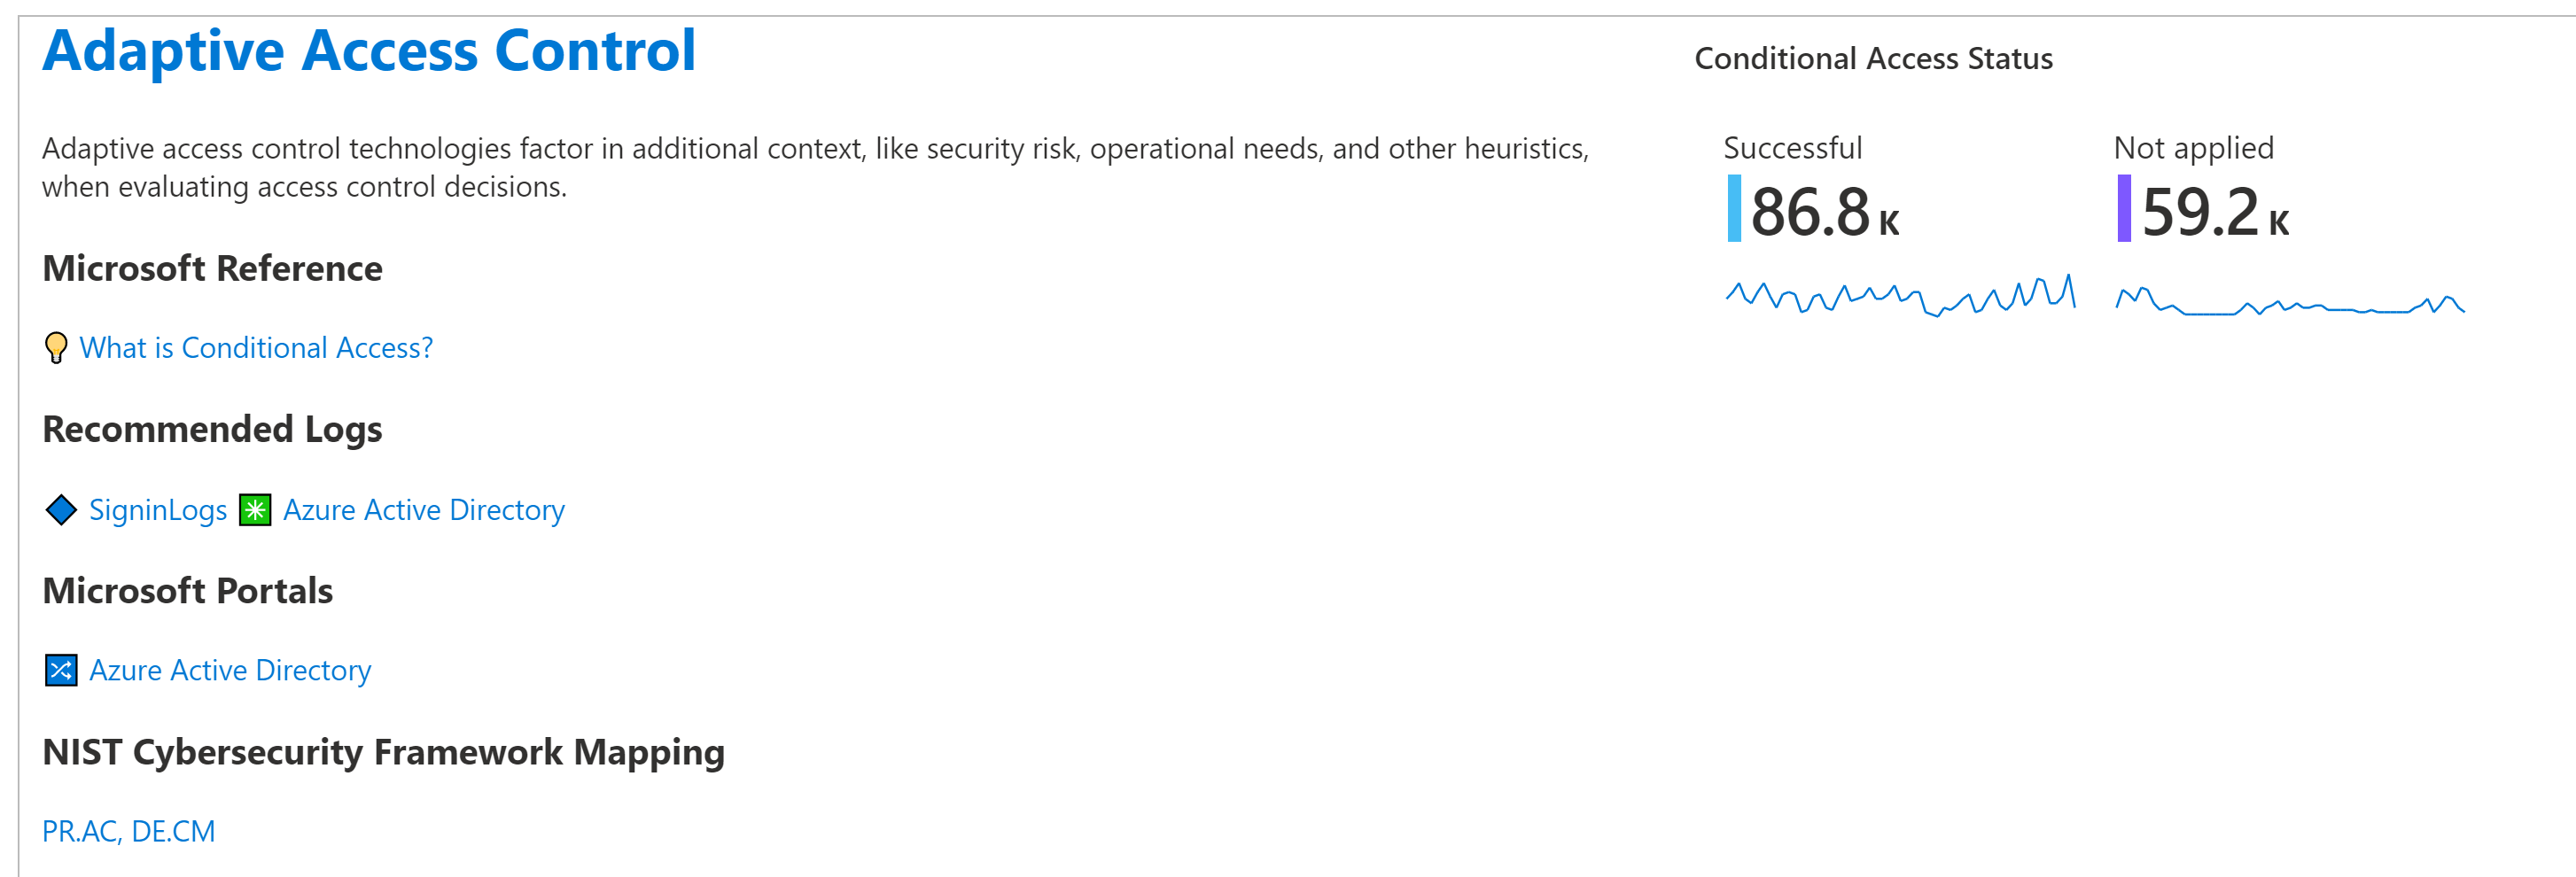 Adaptive Access Control
Adaptive access control technologies factor in additional context, like security risk, operational needs, and other heuristics,
when evaluating access control decisions.
Microsoft Reference
What is Conditional Access?
Recommended Logs
SigninLogs Azure Active Directory
Microsoft Portals
Azure Active Directory
NIST Cybersecurity Framework Mapping
PR.AC, DE.CM
Conditional Access Status
Successful
86.8 K
Not applied
59.2 K